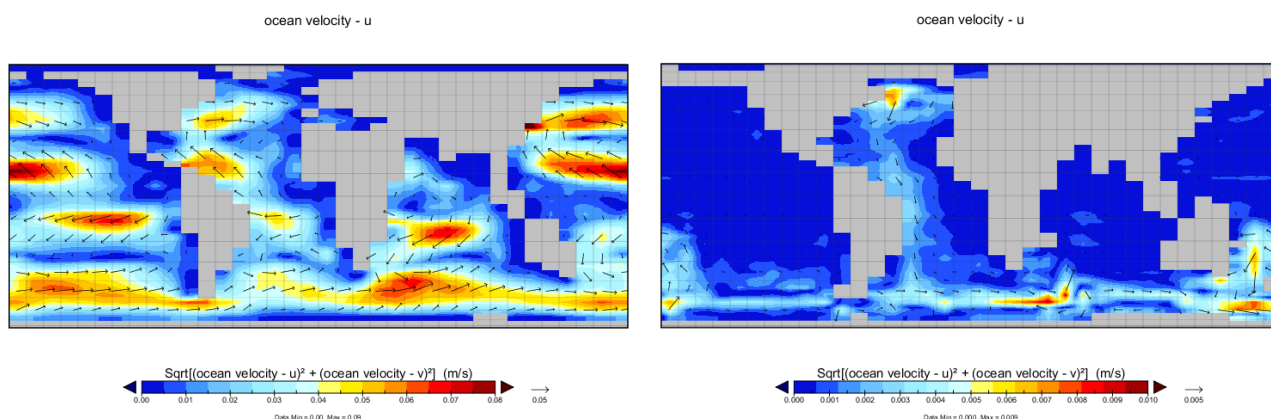 ocean velocity - u
Sqrt[(ocean velocity - u)² + (ocean velocity - v)²] (m/s)
0.00 0.01 0.02 0.03 0.04 0.05 0.06 0.07 0.08 0.05
Data Min = 0.00, Max = 0.09
ocean velocity - u
Sqrt[(ocean velocity - u)² + (ocean velocity - v)²] (m/s)
0.000 0.001 0.002 0.003 0.004 0.005 0.006 0.007 0.008 0.009 0.010 0.005
Data Min = 0.000, Max = 0.009